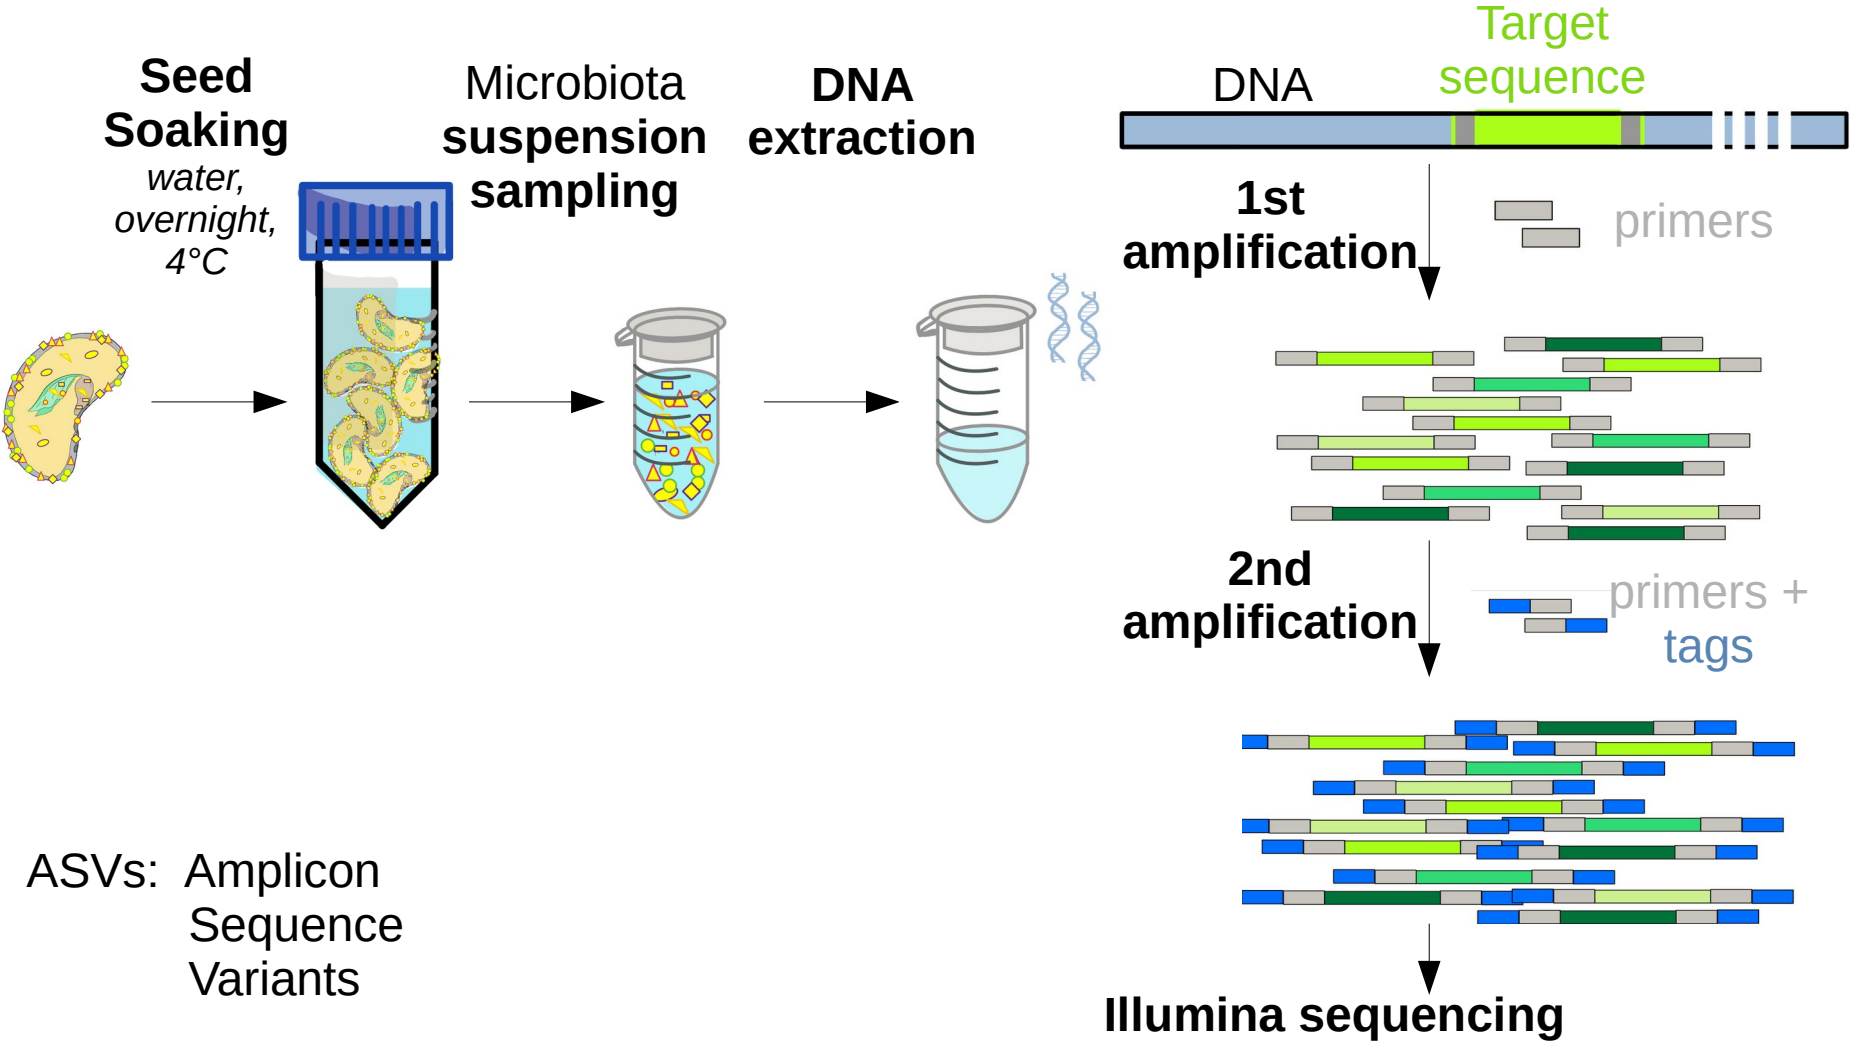 Seed
Soaking
water,
overnight,
4°C
Microbiota
suspension
sampling
DNA
extraction
DNA
Target
sequence
1st
amplification
primers
2nd
amplification
primers +
tags
Illumina sequencing
ASVs: Amplicon
Sequence
Variants